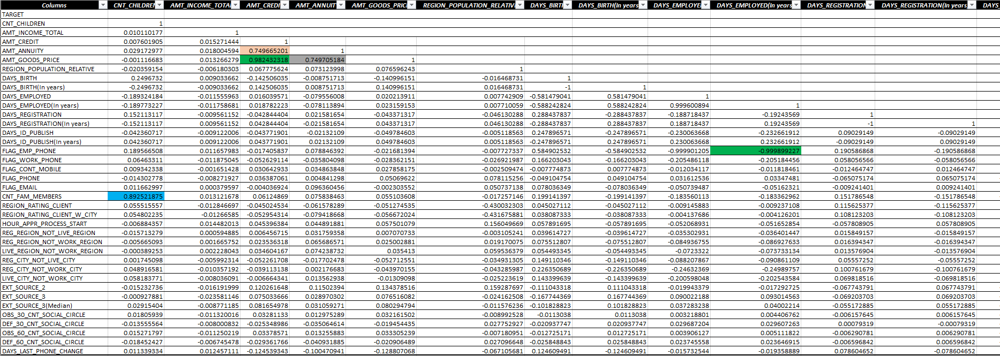 Columns CNT_CHILDREN AMT_INCOME_TOTAL AMT_CREDI AMT_ANNUIT AMT_GOODS_PRIC REGION_POPULATION_RELATIV DAYS_BIRT DAYS_BIRTH(In years DAYS_EMPLOYE DAYS_EMPLOYED(In years DAYS_REGISTRATION DAYS_REGISTRATION(In years DAYS_
TARGET
CNT_CHILDREN 1
AMT_INCOME_TOTAL 0.010110177 1
AMT_CREDIT 0.007601905 0.015271444 1
AMT_ANNUITY 0.029172977 0.018004594 0.749665201 1
AMT_GOODS_PRICE -0.001116683 0.013266279 0.982432318 0.749705184 1
REGION_POPULATION_RELATIVE -0.020359154 -0.006180303 0.067775624 0.073123998 0.076596243 1
DAYS_BIRTH 0.2496732 0.009033662 -0.142506035 -0.008751713 -0.140996151 -0.016468731 1
DAYS_BIRTH(In years) -0.2496732 -0.009033662 0.142506035 0.008751713 0.140996151 0.016468731 -1 1
DAYS_EMPLOYED -0.189324184 -0.011555963 0.016039571 -0.079556008 0.020213911 0.007742909 -0.581479041 0.581479041 1
DAYS_EMPLOYED(In years) -0.189773227 -0.011758681 0.018782223 -0.078113894 0.023159153 0.007710059 -0.588242824 0.588242824 0.999600894 1
DAYS_REGISTRATION 0.152113117 -0.009561152 -0.042844404 0.021581654 -0.043371317 -0.046130288 0.288437837 -0.288437837 -0.188718437 -0.19243569 1
DAYS_REGISTRATION(In years) -0.152113117 0.009561152 0.042844404 -0.021581654 0.043371317 0.046130288 -0.288437837 0.288437837 0.188718437 0.19243569 -1 1
DAYS_ID_PUBLISH -0.042360717 -0.009122006 -0.043771901 -0.02132109 -0.049784603 -0.005118563 0.247896571 -0.247896571 -0.230063668 -0.232661912 0.09029149 -0.09029149
DAYS_ID_PUBLISH(In years) 0.042360717 0.009122006 0.043771901 0.02132109 0.049784603 0.005118563 -0.247896571 0.247896571 0.230063668 0.232661912 -0.09029149 0.09029149
FLAG_EMP_PHONE 0.189566508 0.011657983 -0.017405837 0.078846392 -0.021681394 -0.007727337 0.584902532 -0.584902532 -0.999901205 -0.999899227 0.190586868 -0.190586868
FLAG_WORK_PHONE 0.06463311 -0.011875045 -0.052629114 -0.035804098 -0.028362151 -0.026921987 0.166203043 -0.166203043 -0.205486118 -0.205184456 0.058056566 -0.058056566
FLAG_CONT_MOBILE 0.009342338 -0.001651428 0.030642933 0.034863848 0.027858175 -0.002509474 -0.007774873 0.007774873 -0.012034117 -0.011818461 -0.012464747 0.012464747
FLAG_PHONE -0.014302778 -0.008271927 0.036387061 0.004841298 0.05069622 0.078115256 -0.049104754 0.049104754 0.031612536 0.03347481 -0.065075174 0.065075174
FLAG_EMAIL 0.011662997 0.000379597 -0.004036924 0.096360456 -0.002303552 0.050737138 0.078036349 -0.078036349 -0.050739487 -0.05162321 -0.009241401 0.009241401
CNT_FAM_MEMBERS 0.892521875 0.013121678 0.06124869 0.075838463 0.055103608 -0.017257146 0.199141397 -0.199141397 -0.183560113 -0.183362962 0.151786548 -0.151786548
REGION_RATING_CLIENT 0.055515557 -0.012846697 -0.045024534 -0.061578289 -0.051274535 -0.430032303 0.045027112 -0.045027112 -0.009145883 -0.009237108 0.115625377 -0.115625377
REGION_RATING_CLIENT_W_CITY 0.054802235 -0.01266585 -0.052954314 -0.079418668 -0.056672024 -0.431675881 0.038087333 -0.038087333 -0.004137686 -0.004126201 0.108123203 -0.108123203
HOUR_APPR_PROCESS_START -0.006884357 0.014482013 0.045396384 0.044891881 0.057501079 0.156049669 0.057891695 -0.057891695 -0.052068931 -0.051652854 -0.057808905 0.057808905
REG_REGION_NOT_LIVE_REGION -0.015713279 0.000594885 0.006456715 0.031759358 0.007070733 -0.003105241 0.039614727 -0.039614727 -0.035302931 -0.036401447 0.015849157 -0.015849157
REG_REGION_NOT_WORK_REGION -0.005665093 0.001665752 0.023536318 0.065686571 0.025002881 0.019170075 0.075512807 -0.075512807 -0.084936755 -0.086927633 0.016394347 -0.016394347
LIVE_REGION_NOT_WORK_REGION -0.000389253 0.002228043 0.034604167 0.074238732 0.035413 0.059536379 0.054493345 -0.054493345 -0.0723322 -0.073733134 0.013576904 -0.013576904
REG_CITY_NOT_LIVE_CITY 0.001745098 -0.005992314 -0.052261708 -0.017702478 -0.052712551 -0.034931305 0.149110346 -0.149110346 -0.088207867 -0.090861109 0.05557252 -0.05557252
REG_CITY_NOT_WORK_CITY 0.048916581 -0.010357192 -0.039113138 0.002176683 -0.043970155 -0.043285987 0.226350689 -0.226350689 -0.24632369 -0.24989757 0.100761679 -0.100761679
LIVE_CITY_NOT_WORK_CITY 0.058183771 -0.008036091 -0.006664341 0.013562938 -0.01309098 -0.025223619 0.143399639 -0.143399639 -0.200598048 -0.202543584 0.069818516 -0.069818516
EXT_SOURCE_2 -0.015232736 -0.016191999 0.120261648 0.11502394 0.134378516 0.159287697 -0.111043318 0.111043318 -0.019943379 -0.017292725 -0.067743791 0.067743791
EXT_SOURCE_3 -0.000927881 -0.023581146 0.075033666 0.028970302 0.076516082 -0.024162508 -0.167744369 0.167744369 0.090022188 0.093014563 -0.069203703 0.069203703
EXT_SOURCE_3(Median) 0.02915404 -0.008771185 0.081654978 0.031059271 0.080294794 -0.011576236 -0.101828823 0.101828823 0.037283238 0.04002214 -0.055172885 0.055172885
OBS_30_CNT_SOCIAL_CIRCLE 0.01805939 -0.011320016 0.03281133 0.012975289 0.032161502 -0.008992528 -0.0113038 0.0113038 0.003218801 0.004406762 -0.006157645 0.006157645
DEF_30_CNT_SOCIAL_CIRCLE -0.013555564 -0.008000832 -0.025348986 -0.035064614 -0.019454435 0.027752927 -0.020937747 0.020937747 0.029687204 0.029607263 0.00079319 -0.00079319
OBS_60_CNT_SOCIAL_CIRCLE 0.015271797 -0.011250219 0.03378571 0.013255883 0.033305239 -0.007180951 -0.012725171 0.012725171 0.003906127 0.005111822 -0.006290781 0.006290781
DEF_60_CNT_SOCIAL_CIRCLE -0.018452427 -0.006745478 -0.029361766 -0.040931885 -0.020906489 0.027096648 -0.025848843 0.025848843 0.023745558 0.023646915 -0.006596842 0.006596842
DAYS_LAST_PHONE_CHANGE 0.011339334 0.012457111 -0.124539343 -0.100470941 -0.128807068 -0.067105681 0.124609491 -0.124609491 -0.015732544 -0.019358889 0.078604652 -0.078604652